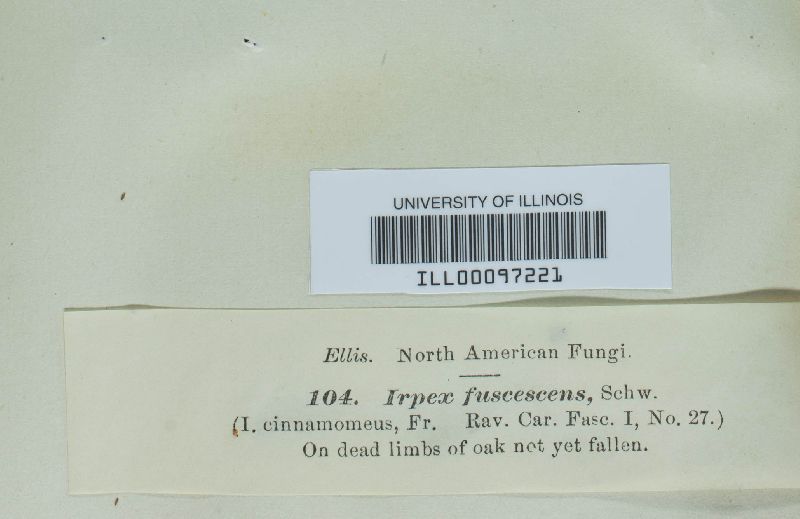 UNIVERSITY OF ILLINOIS
ILL00097221
Ellis. North American Fungi.
104. Irpex fuscescens, Schw.
(I. cinnamomeus, Fr. Rav. Car. Fasc. I, No. 27.)
On dead limbs of oak not yet fallen.